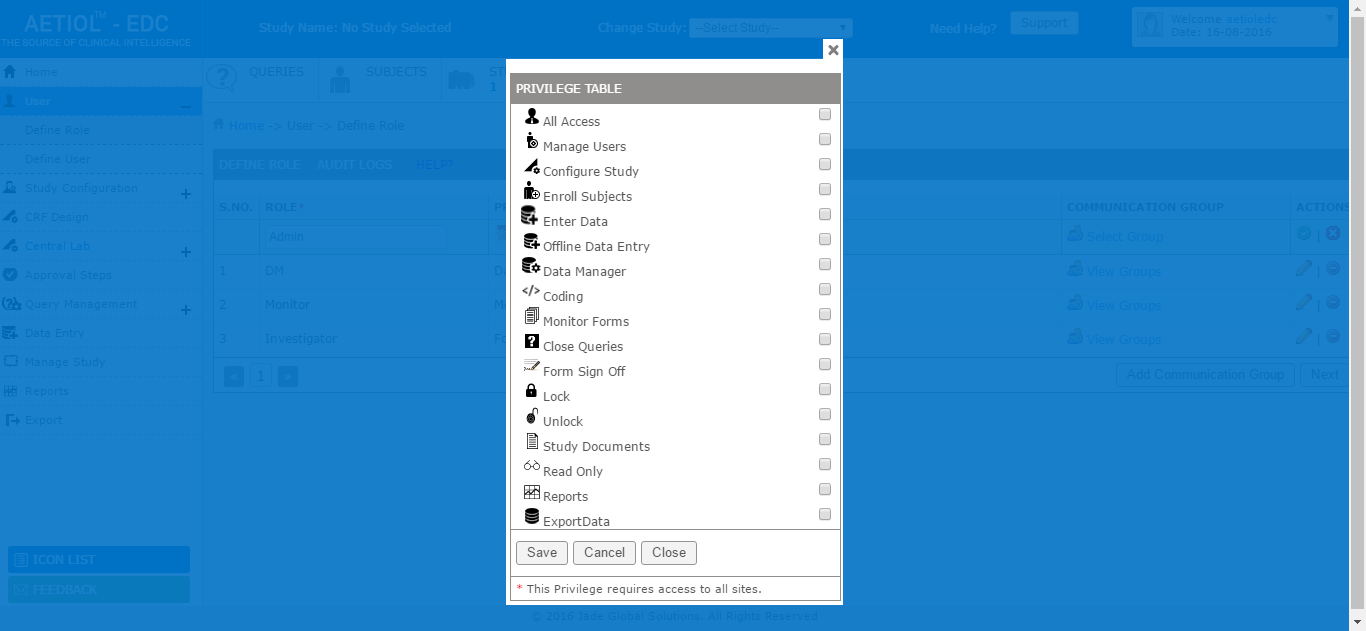 AETIOL™ - EDC
THE SOURCE OF CLINICAL INTELLIGENCE
Study Name: No Study Selected
Change Study: --Select Study--
Need Help? Support
Welcome aetioledc
Date: 16-08-2016
Home
User
Define Role
Define User
Study Configuration
CRF Design
Central Lab
Approval Steps
Query Management
Data Entry
Manage Study
Reports
Export
ICON LIST
FEEDBACK
QUERIES
SUBJECTS
ST
1
Home -> User -> Define Role
DEFINE ROLE AUDIT LOGS HELP?
S.NO. ROLE* COMMUNICATION GROUP ACTIONS
Admin Select Group |
1 DM View Groups |
2 Monitor View Groups |
3 Investigator View Groups |
« 1 »
Add Communication Group Next
PRIVILEGE TABLE
All Access
Manage Users
Configure Study
Enroll Subjects
Enter Data
Offline Data Entry
Data Manager
Coding
Monitor Forms
Close Queries
Form Sign Off
Lock
Unlock
Study Documents
Read Only
Reports
ExportData
Save Cancel Close
* This Privilege requires access to all sites.
© 2016 Jade Global Solutions. All Rights Reserved